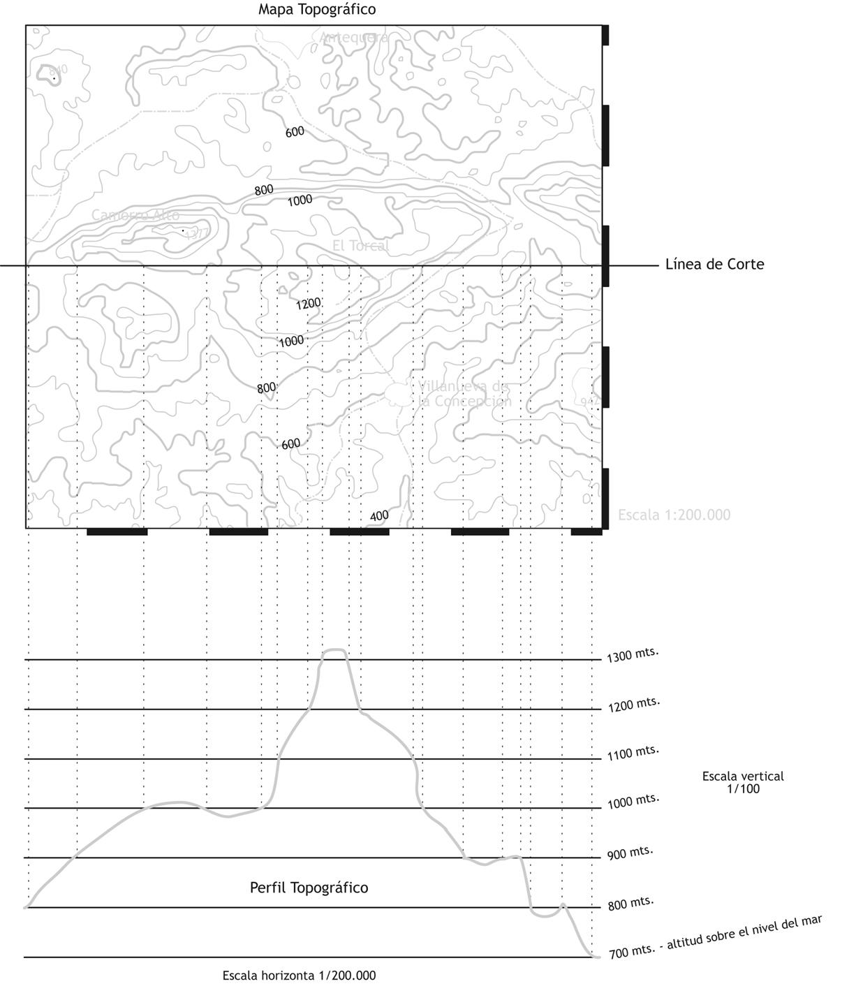 Mapa Topográfico
Antequera
840
600
800
1000
Camorro Alto
1377
El Torcal
Línea de Corte
1200
1000
800
Villanueva de
la Concepción
942
600
400
Escala 1:200.000
1300 mts.
1200 mts.
1100 mts.
Escala vertical
1/100
1000 mts.
900 mts.
Perfil Topográfico
800 mts.
700 mts. - altitud sobre el nivel del mar
Escala horizonta 1/200.000